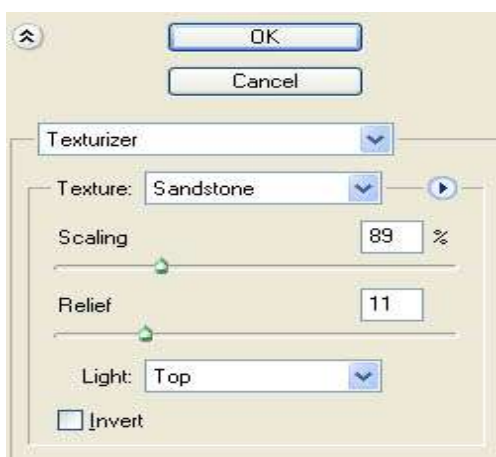 OK
Cancel
Texturizer
Texture: Sandstone
Scaling 89 %
Relief 11
Light: Top
Invert